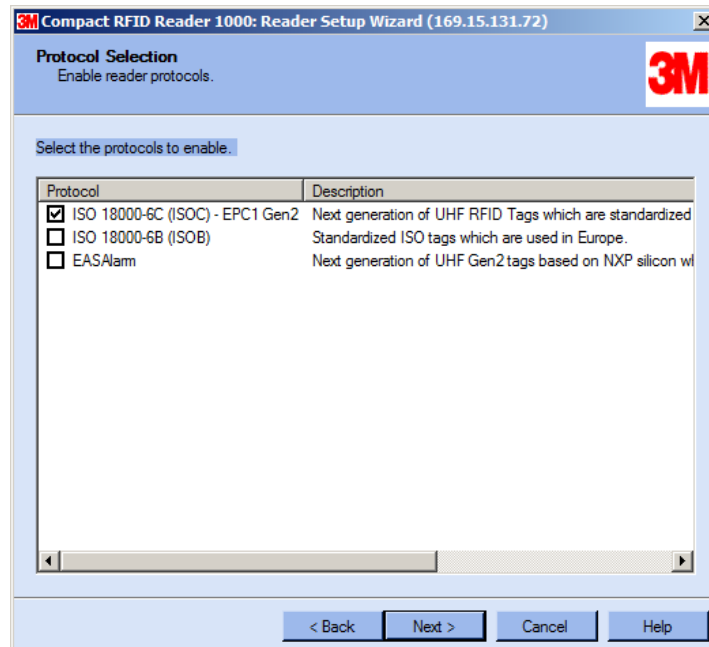 3M Compact RFID Reader 1000: Reader Setup Wizard (169.15.131.72)
Protocol Selection
Enable reader protocols.
3M
Select the protocols to enable.
Protocol Description
ISO 18000-6C (ISOC) - EPC1 Gen2 Next generation of UHF RFID Tags which are standardized
ISO 18000-6B (ISOB) Standardized ISO tags which are used in Europe.
EASAlarm Next generation of UHF Gen2 tags based on NXP silicon
< Back Next > Cancel Help